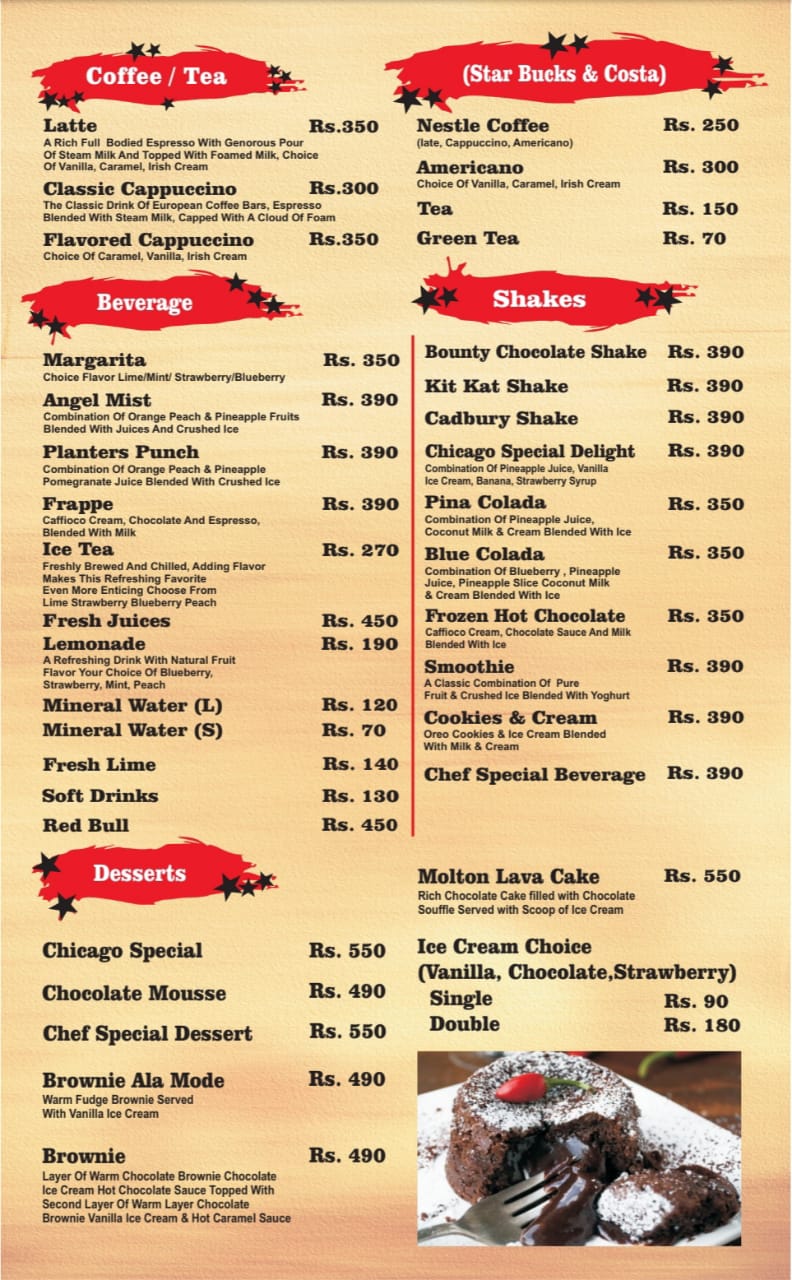 Coffee / Tea
Latte Rs.350
A Rich Full Bodied Espresso With Genorous Pour
Of Steam Milk And Topped With Foamed Milk, Choice
Of Vanilla, Caramel, Irish Cream
Classic Cappuccino Rs.300
The Classic Drink Of European Coffee Bars, Espresso
Blended With Steam Milk, Capped With A Cloud Of Foam
Flavored Cappuccino Rs.350
Choice Of Caramel, Vanilla, Irish Cream
(Star Bucks & Costa)
Nestle Coffee Rs. 250
(late, Cappuccino, Americano)
Americano Rs. 300
Choice Of Vanilla, Caramel, Irish Cream
Tea Rs. 150
Green Tea Rs. 70
Beverage
Margarita Rs. 350
Choice Flavor Lime/Mint/ Strawberry/Blueberry
Angel Mist Rs. 390
Combination Of Orange Peach & Pineapple Fruits
Blended With Juices And Crushed Ice
Planters Punch Rs. 390
Combination Of Orange Peach & Pineapple
Pomegranate Juice Blended With Crushed Ice
Frappe Rs. 390
Caffioco Cream, Chocolate And Espresso,
Blended With Milk
Ice Tea Rs. 270
Freshly Brewed And Chilled, Adding Flavor
Makes This Refreshing Favorite
Even More Enticing Choose From
Lime Strawberry Blueberry Peach
Fresh Juices Rs. 450
Lemonade Rs. 190
A Refreshing Drink With Natural Fruit
Flavor Your Choice Of Blueberry,
Strawberry, Mint, Peach
Mineral Water (L) Rs. 120
Mineral Water (S) Rs. 70
Fresh Lime Rs. 140
Soft Drinks Rs. 130
Red Bull Rs. 450
Shakes
Bounty Chocolate Shake Rs. 390
Kit Kat Shake Rs. 390
Cadbury Shake Rs. 390
Chicago Special Delight Rs. 390
Combination Of Pineapple Juice, Vanilla
Ice Cream, Banana, Strawberry Syrup
Pina Colada Rs. 350
Combination Of Pineapple Juice,
Coconut Milk & Cream Blended With Ice
Blue Colada Rs. 350
Combination Of Blueberry , Pineapple
Juice, Pineapple Slice Coconut Milk
& Cream Blended With Ice
Frozen Hot Chocolate Rs. 350
Caffioco Cream, Chocolate Sauce And Milk
Blended With Ice
Smoothie Rs. 390
A Classic Combination Of Pure
Fruit & Crushed Ice Blended With Yoghurt
Cookies & Cream Rs. 390
Oreo Cookies & Ice Cream Blended
With Milk & Cream
Chef Special Beverage Rs. 390
Desserts
Chicago Special Rs. 550
Chocolate Mousse Rs. 490
Chef Special Dessert Rs. 550
Brownie Ala Mode Rs. 490
Warm Fudge Brownie Served
With Vanilla Ice Cream
Brownie Rs. 490
Layer Of Warm Chocolate Brownie Chocolate
Ice Cream Hot Chocolate Sauce Topped With
Second Layer Of Warm Layer Chocolate
Brownie Vanilla Ice Cream & Hot Caramel Sauce
Molton Lava Cake Rs. 550
Rich Chocolate Cake filled with Chocolate
Souffle Served with Scoop of Ice Cream
Ice Cream Choice
(Vanilla, Chocolate,Strawberry)
Single Rs. 90
Double Rs. 180